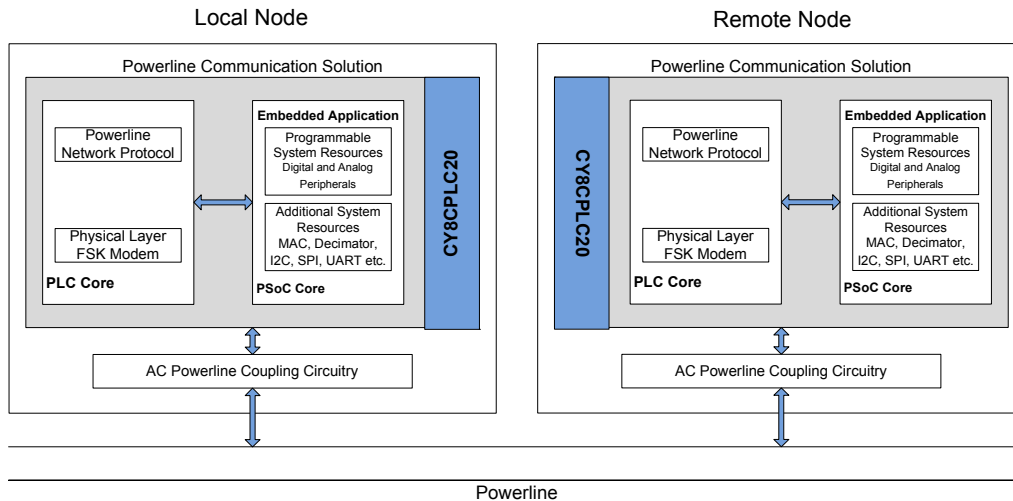 Local Node
Powerline Communication Solution
Powerline
Network Protocol
Physical Layer
FSK Modem
PLC Core
Embedded Application
Programmable
System Resources
Digital and Analog
Peripherals
Additional System
Resources
MAC, Decimator,
I2C, SPI, UART etc.
PSoC Core
CY8CPLC20
AC Powerline Coupling Circuitry
Remote Node
Powerline Communication Solution
CY8CPLC20
Powerline
Network Protocol
Physical Layer
FSK Modem
PLC Core
Embedded Application
Programmable
System Resources
Digital and Analog
Peripherals
Additional System
Resources
MAC, Decimator,
I2C, SPI, UART etc.
PSoC Core
AC Powerline Coupling Circuitry
Powerline